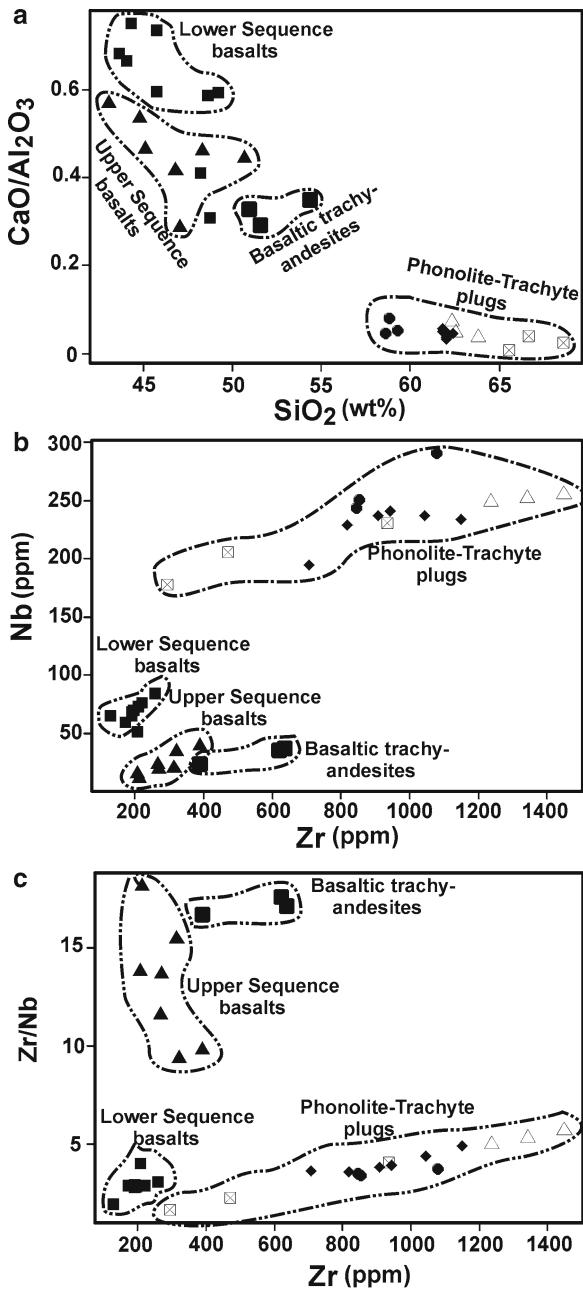 a
Lower Sequence
basalts
0.6
0.4
0.2
0
CaO/Al2O3
Upper Sequence
basalts
Basaltic trachy-
andesites
Phonolite-Trachyte
plugs
45 50 55 60 65
SiO2 (wt%)
b
300
250
200
150
100
50
Nb (ppm)
Phonolite-Trachyte
plugs
Lower Sequence
basalts
Upper Sequence
basalts
Basaltic trachy-
andesites
200 400 600 800 1000 1200 1400
Zr (ppm)
c
Basaltic trachy-
andesites
15
10
5
Zr/Nb
Upper Sequence
basalts
Lower Sequence
basalts
Phonolite-Trachyte
plugs
200 400 600 800 1000 1200 1400
Zr (ppm)